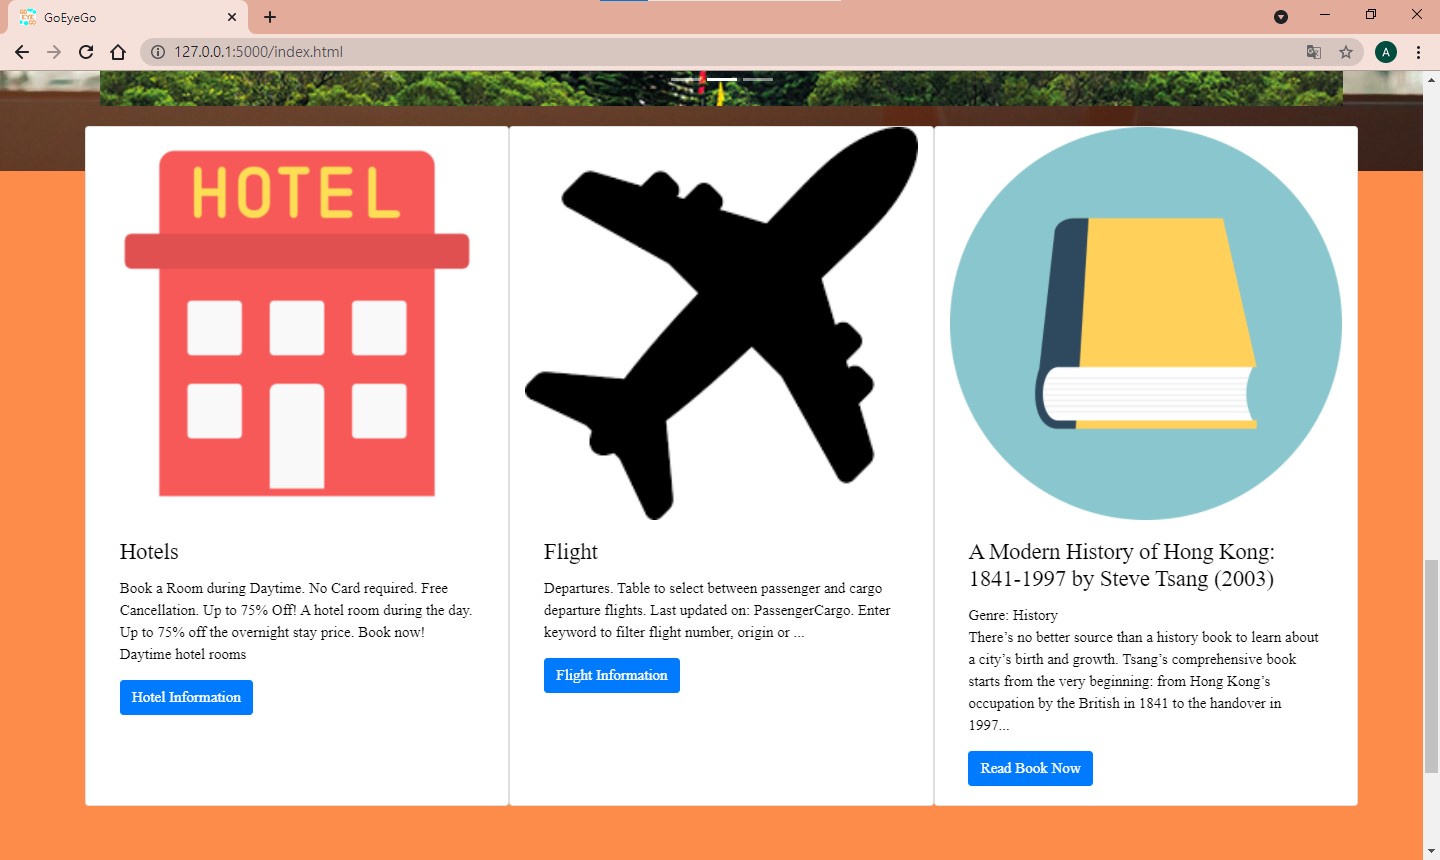 GoEyeGo
127.0.0.1:5000/index.html
A
HOTEL
Hotels
Book a Room during Daytime. No Card required. Free
Cancellation. Up to 75% Off! A hotel room during the day.
Up to 75% off the overnight stay price. Book now!
Daytime hotel rooms
Hotel Information
Flight
Departures. Table to select between passenger and cargo
departure flights. Last updated on: PassengerCargo. Enter
keyword to filter flight number, origin or ...
Flight Information
A Modern History of Hong Kong:
1841-1997 by Steve Tsang (2003)
Genre: History
There’s no better source than a history book to learn about
a city’s birth and growth. Tsang’s comprehensive book
starts from the very beginning: from Hong Kong’s
occupation by the British in 1841 to the handover in
1997...
Read Book Now